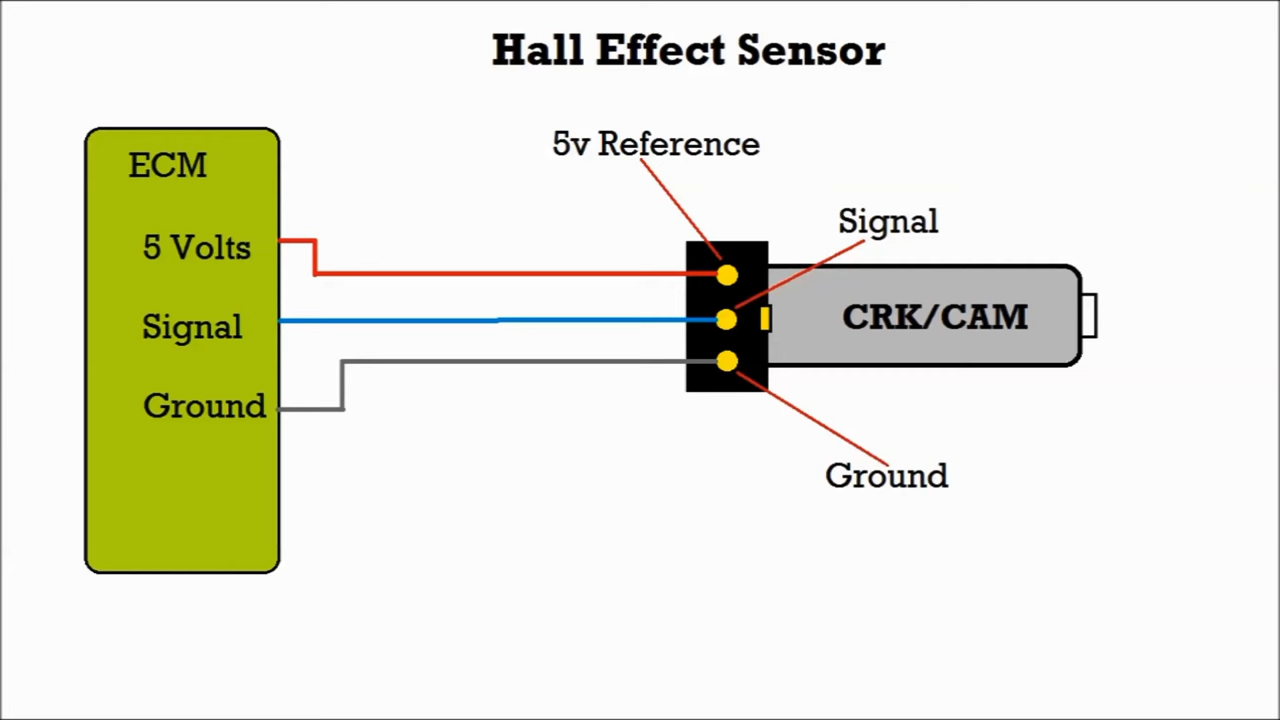 Hall Effect Sensor
5v Reference
ECM
Signal
5 Volts
CRK/CAM
Signal
Ground
Ground